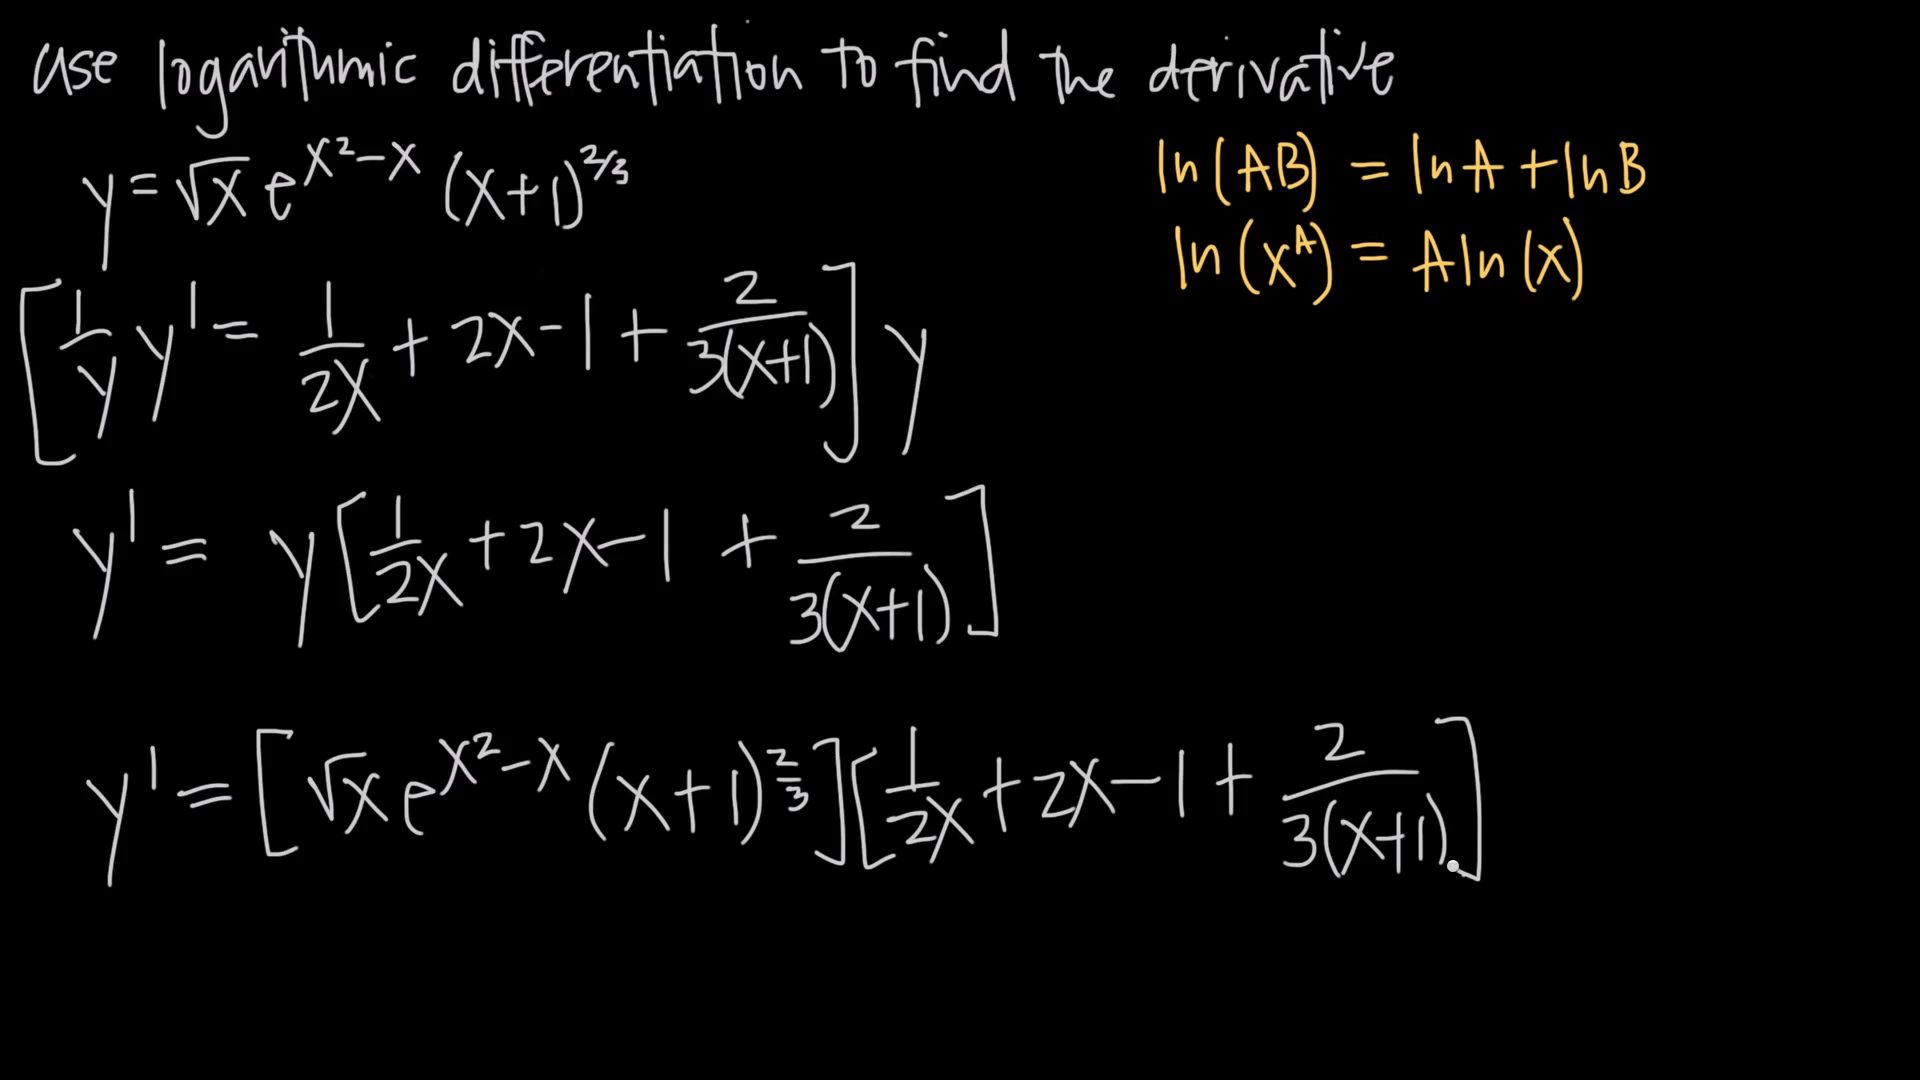 use logarithmic differentiation to find the derivative
y = √x e^(x²-x) (x+1)^(2/3)
ln(AB) = ln A + ln B
ln(x^A) = A ln(x)
[1/y y' = 1/2x + 2x - 1 + 2/3(x+1)] y
y' = y[1/2x + 2x - 1 + 2/3(x+1)]
y' = [√x e^(x²-x) (x+1)^(2/3)][1/2x + 2x - 1 + 2/3(x+1)]